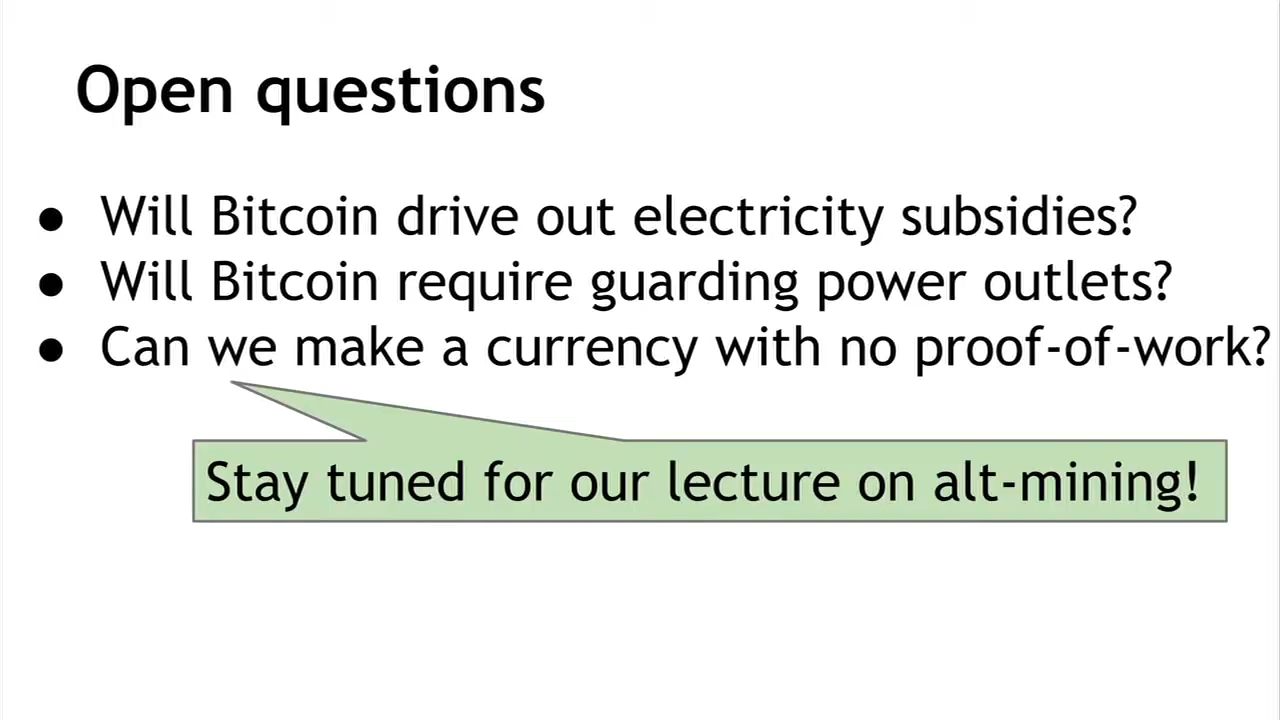 Open questions
● Will Bitcoin drive out electricity subsidies?
● Will Bitcoin require guarding power outlets?
● Can we make a currency with no proof-of-work?
Stay tuned for our lecture on alt-mining!